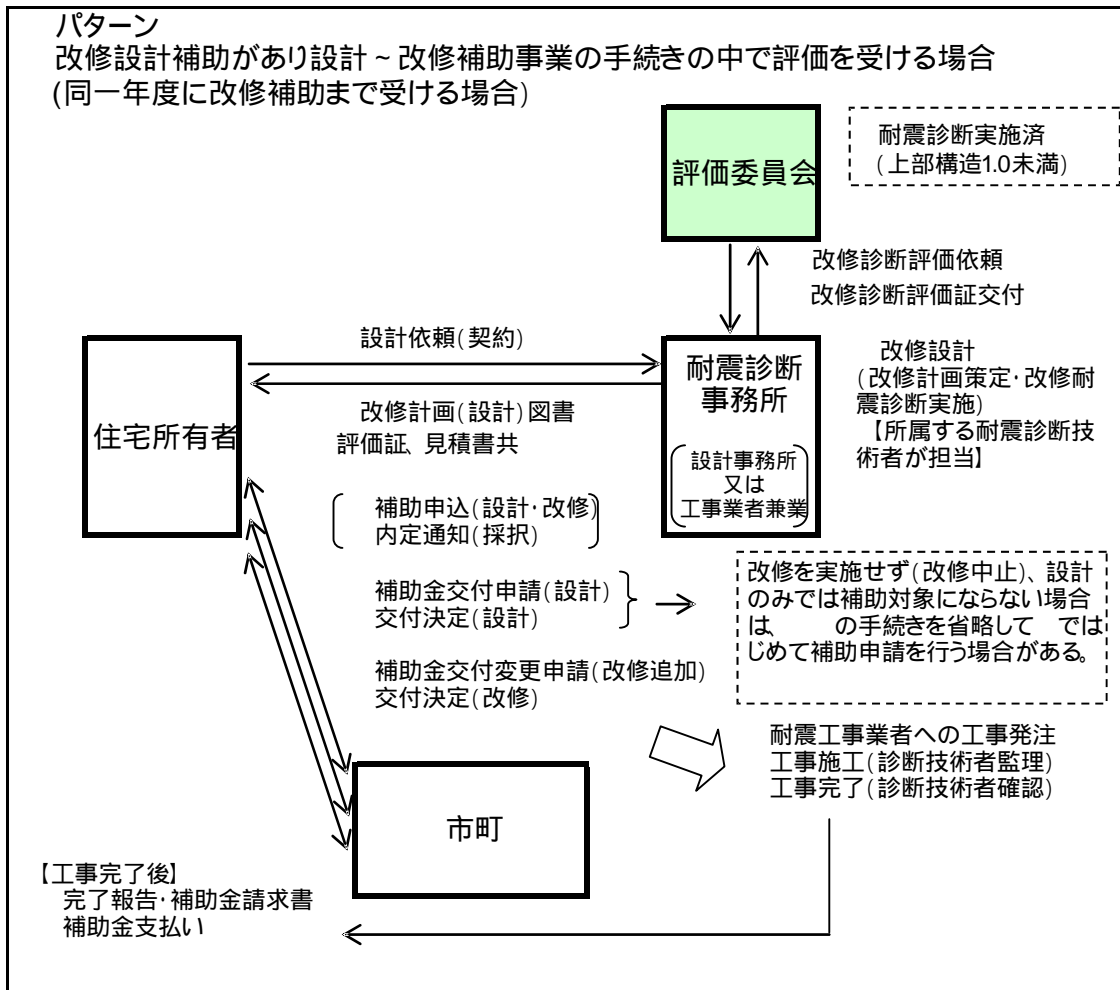 パターン
改修設計補助があり設計～改修補助事業の手続きの中で評価を受ける場合
(同一年度に改修補助まで受ける場合)
評価委員会
耐震診断実施済
(上部構造1.0未満)
改修診断評価依頼
改修診断評価証交付
設計依頼(契約)
改修計画(設計)図書
評価証、見積書共
住宅所有者
耐震診断
事務所
設計事務所
又は
工事業者兼業
改修設計
(改修計画策定・改修耐
震診断実施)
【所属する耐震診断技
術者が担当】
補助申込(設計・改修)
内定通知(採択)
補助金交付申請(設計)
交付決定(設計)
改修を実施せず(改修中止)、設計
のみでは補助対象にならない場合
は、 の手続きを省略して では
じめて補助申請を行う場合がある。
補助金交付変更申請(改修追加)
交付決定(改修)
耐震工事業者への工事発注
工事施工(診断技術者監理)
工事完了(診断技術者確認)
市町
【工事完了後】
完了報告・補助金請求書
補助金支払い